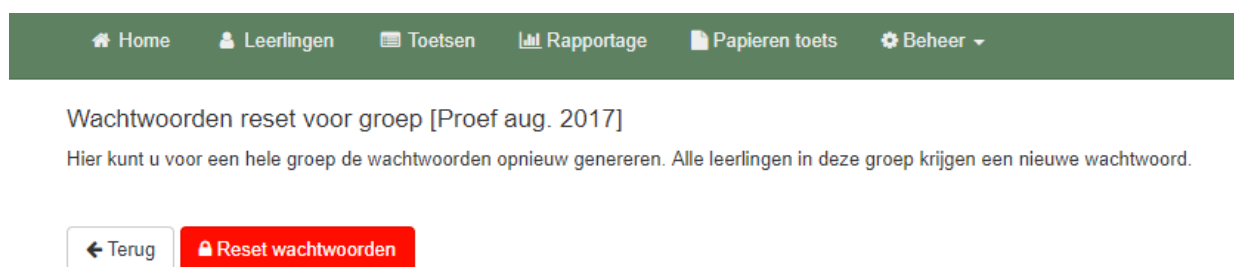 Home Leerlingen Toetsen Rapportage Papieren toets Beheer
Wachtwoorden reset voor groep [Proef aug. 2017]
Hier kunt u voor een hele groep de wachtwoorden opnieuw genereren. Alle leerlingen in deze groep krijgen een nieuwe wachtwoord.
Terug Reset wachtwoorden